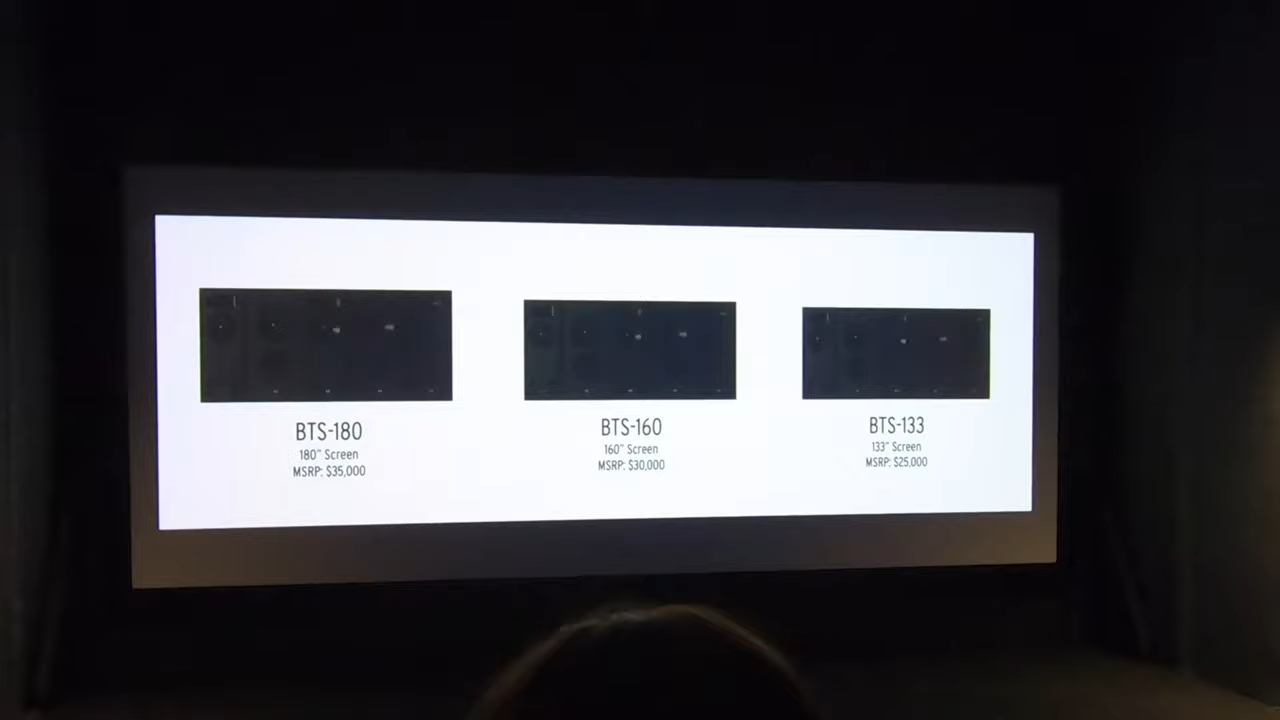 BTS-180
180" Screen
MSRP: $35,000
BTS-160
160" Screen
MSRP: $30,000
BTS-133
133" Screen
MSRP: $25,000